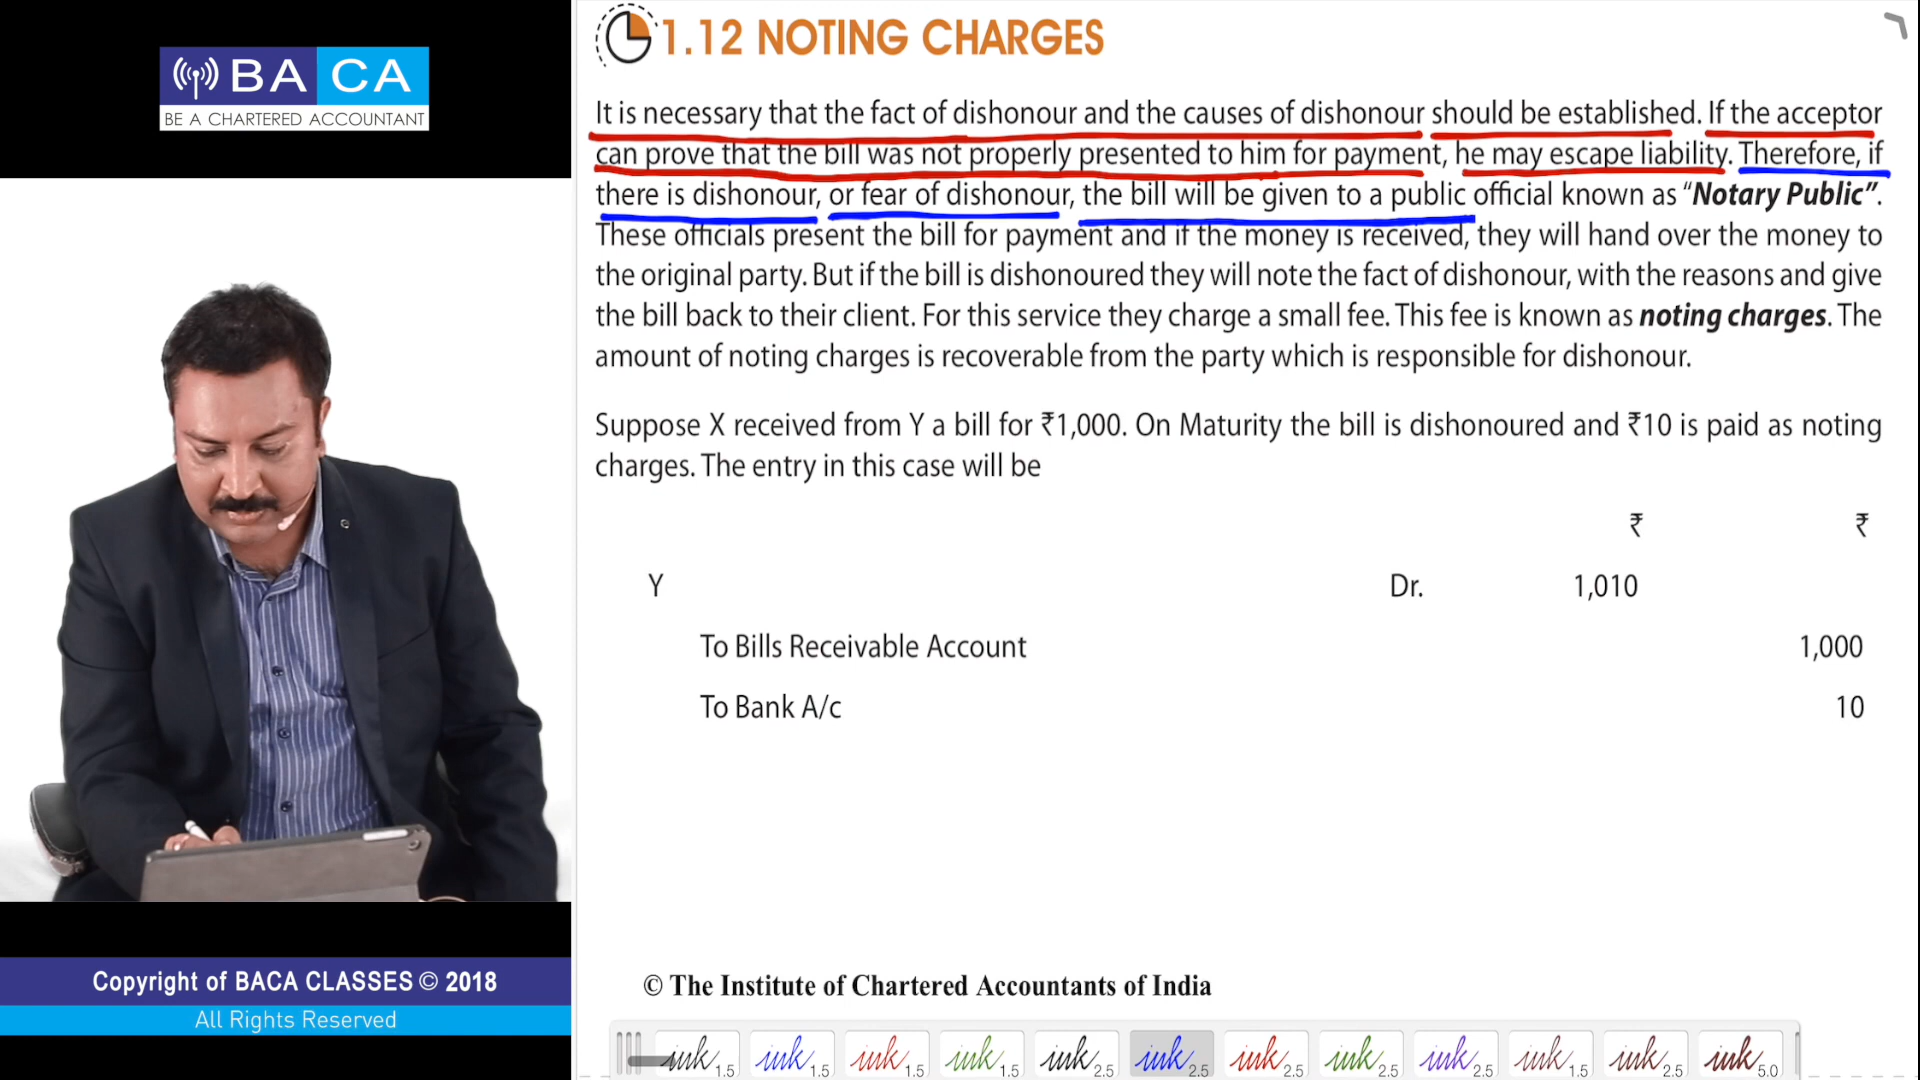 BA CA
BE A CHARTERED ACCOUNTANT
1.12 NOTING CHARGES
It is necessary that the fact of dishonour and the causes of dishonour should be established. If the acceptor
can prove that the bill was not properly presented to him for payment, he may escape liability. Therefore, if
there is dishonour, or fear of dishonour, the bill will be given to a public official known as “Notary Public”.
These officials present the bill for payment and if the money is received, they will hand over the money to
the original party. But if the bill is dishonoured they will note the fact of dishonour, with the reasons and give
the bill back to their client. For this service they charge a small fee. This fee is known as noting charges. The
amount of noting charges is recoverable from the party which is responsible for dishonour.
Suppose X received from Y a bill for ₹1,000. On Maturity the bill is dishonoured and ₹10 is paid as noting
charges. The entry in this case will be
₹ ₹
Y Dr. 1,010
To Bills Receivable Account 1,000
To Bank A/c 10
© The Institute of Chartered Accountants of India
Copyright of BACA CLASSES © 2018
All Rights Reserved
ink 1.5 ink 1.5 ink 1.5 ink 1.5 ink 2.5 ink 2.5 ink 2.5 ink 2.5 ink 2.5 ink 1.5 ink 2.5 ink 5.0